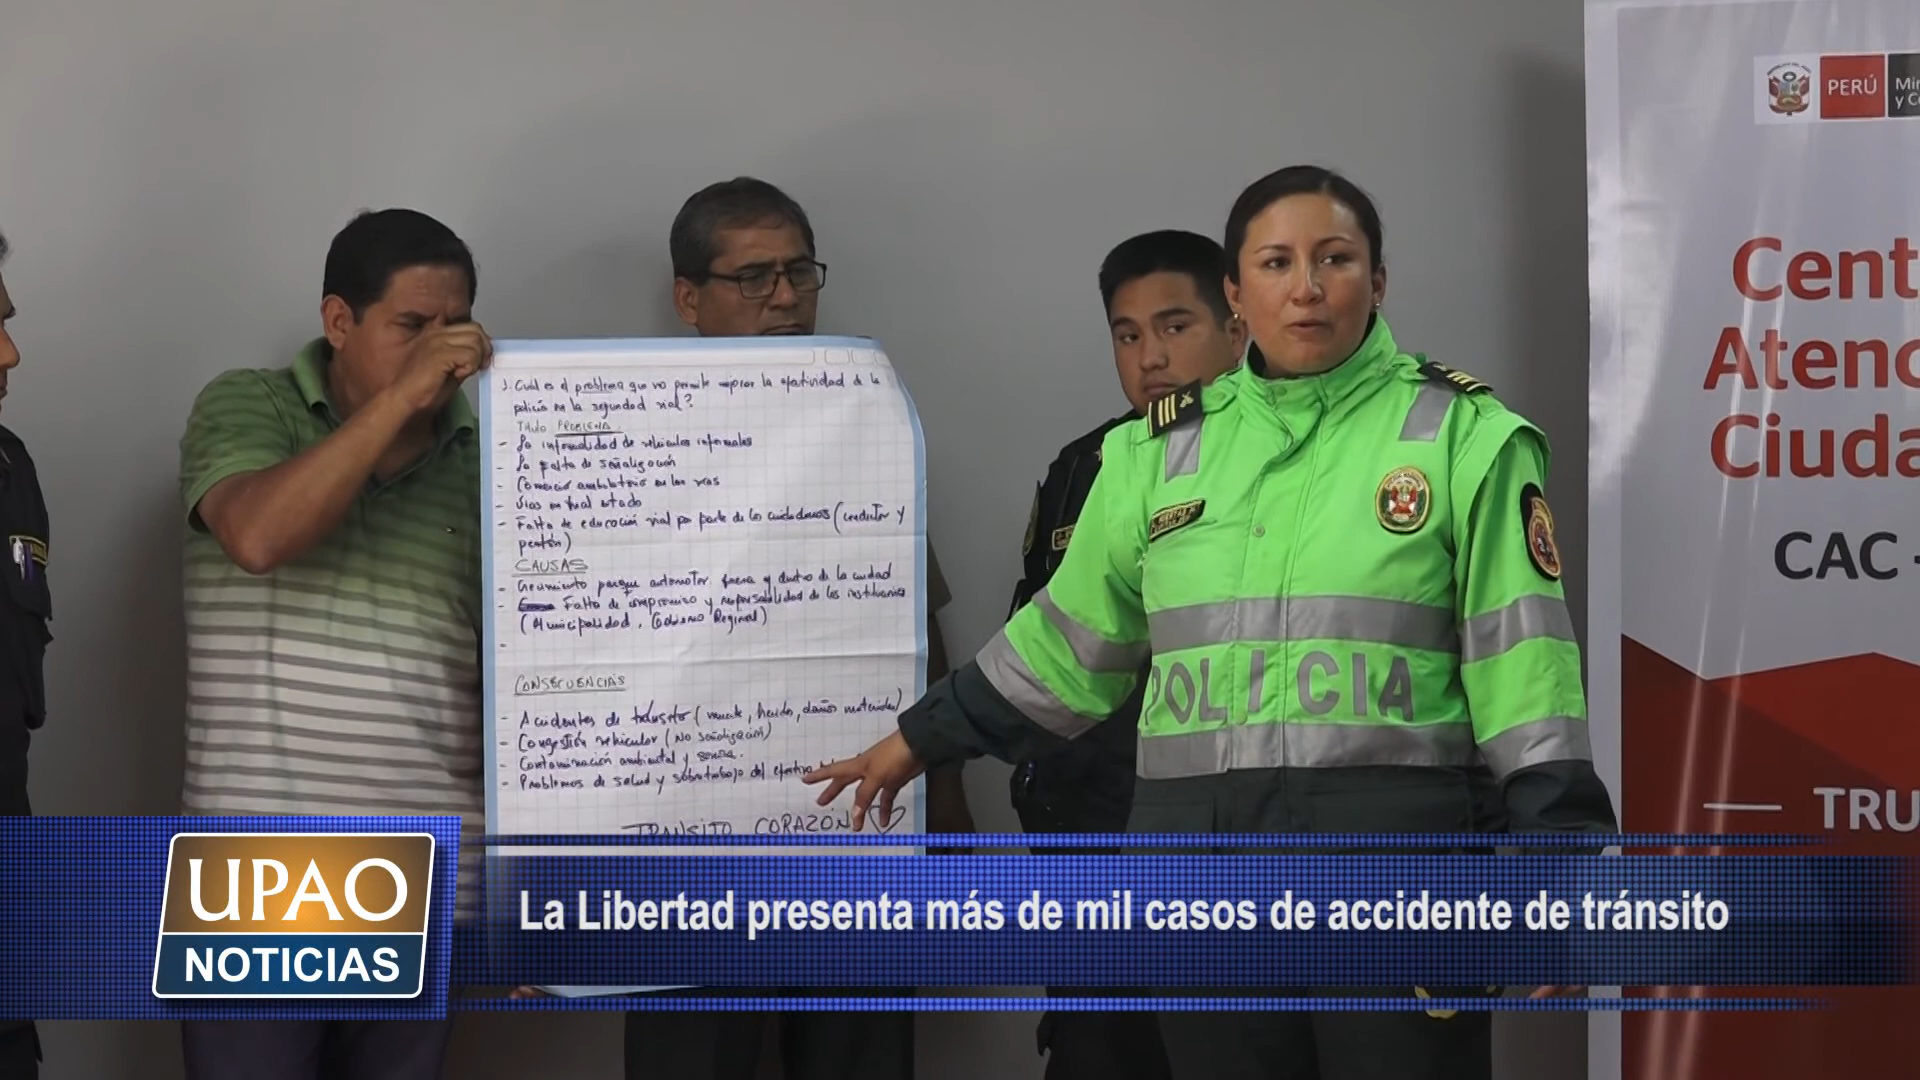 PERÚ
Cent
Atenc
Ciuda
CAC -
TRU
¿Cuál es el problema que no permite mejorar la efectividad de la
policía en la seguridad vial?
Título PROBLEMA.
- La informalidad de vehículos informales
- La falta de señalización
- Comercio ambulatorio en las vías
- Vías en mal estado
- Falta de educación vial por parte de los ciudadanos (conductor y
peatón)
CAUSAS
- Crecimiento parque automotor fuera y dentro de la ciudad
- Falta de compromiso y responsabilidad de las instituciones
(Municipalidad, Gobierno Regional)
-
CONSECUENCIAS
- Accidentes de tránsito (muerte, herido, daños materiales)
- Congestión vehicular (No señalización)
- Contaminación ambiental y sonora.
- Problemas de salud y sobretrabajo del efectivo
TRANSITO CORAZÓN
POLICIA
UPAO
NOTICIAS
La Libertad presenta más de mil casos de accidente de tránsito